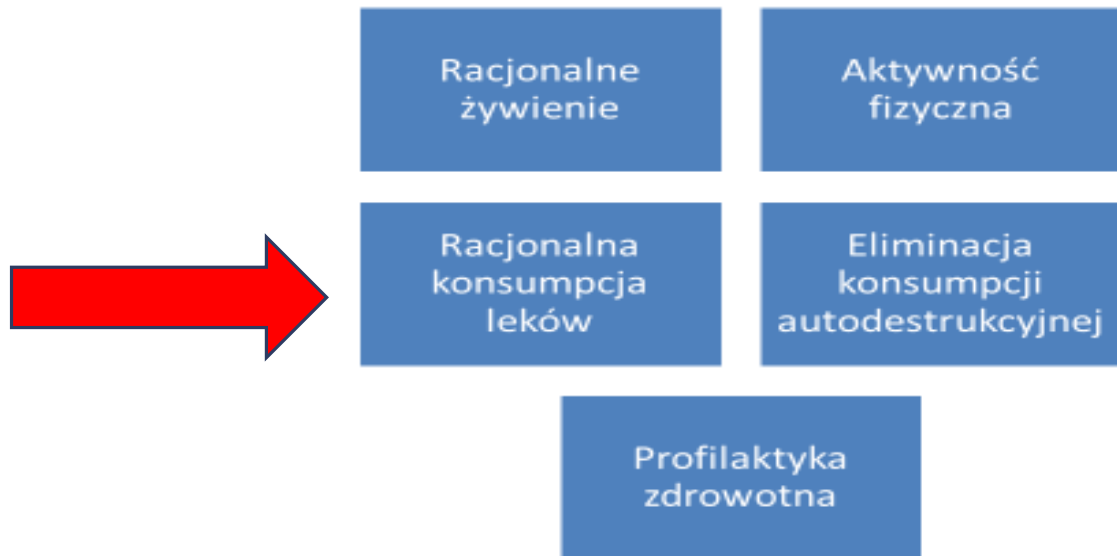 Racjonalne
żywienie
Aktywność
fizyczna
Racjonalna
konsumpcja
leków
Eliminacja
konsumpcji
autodestrukcyjnej
Profilaktyka
zdrowotna